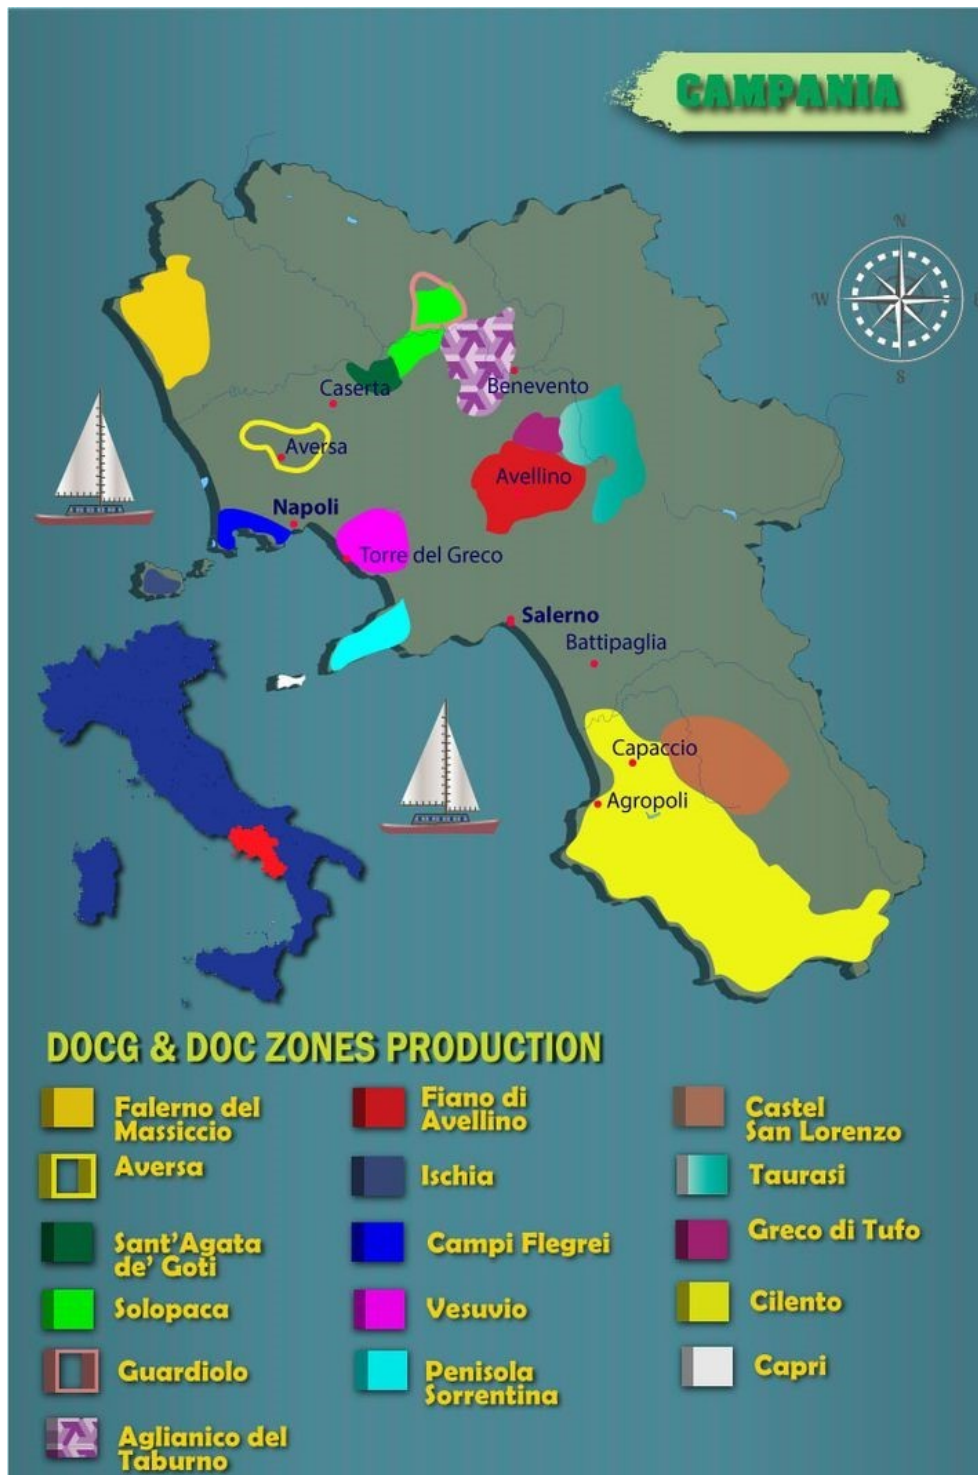 CAMPANIA
N
W
S
Caserta
Benevento
Aversa
Avellino
Napoli
Torre del Greco
Salerno
Battipaglia
Capaccio
Agropoli
DOCG & DOC ZONES PRODUCTION
Falerno del
Massiccio
Aversa
Sant'Agata
de' Goti
Solopaca
Guardiolo
Aglianico del
Taburno
Fiano di
Avellino
Ischia
Campi Flegrei
Vesuvio
Penisola
Sorrentina
Castel
San Lorenzo
Taurasi
Greco di Tufo
Cilento
Capri